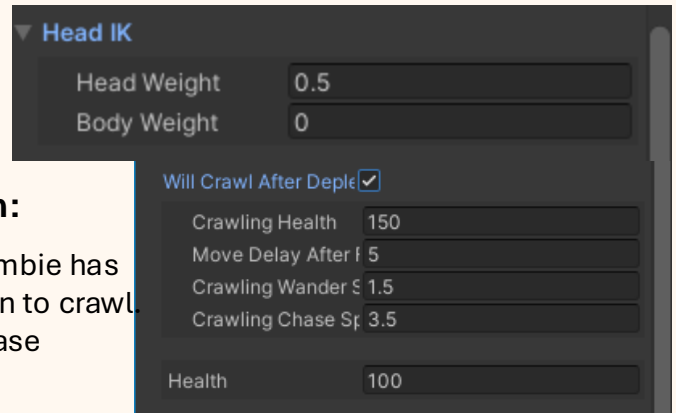 Head IK
Head Weight 0.5
Body Weight 0
Will Crawl After Deple
Crawling Health 150
Move Delay After 5
Crawling Wander S 1.5
Crawling Chase Sp 3.5
Health 100
mbie has
n to crawl.
ase